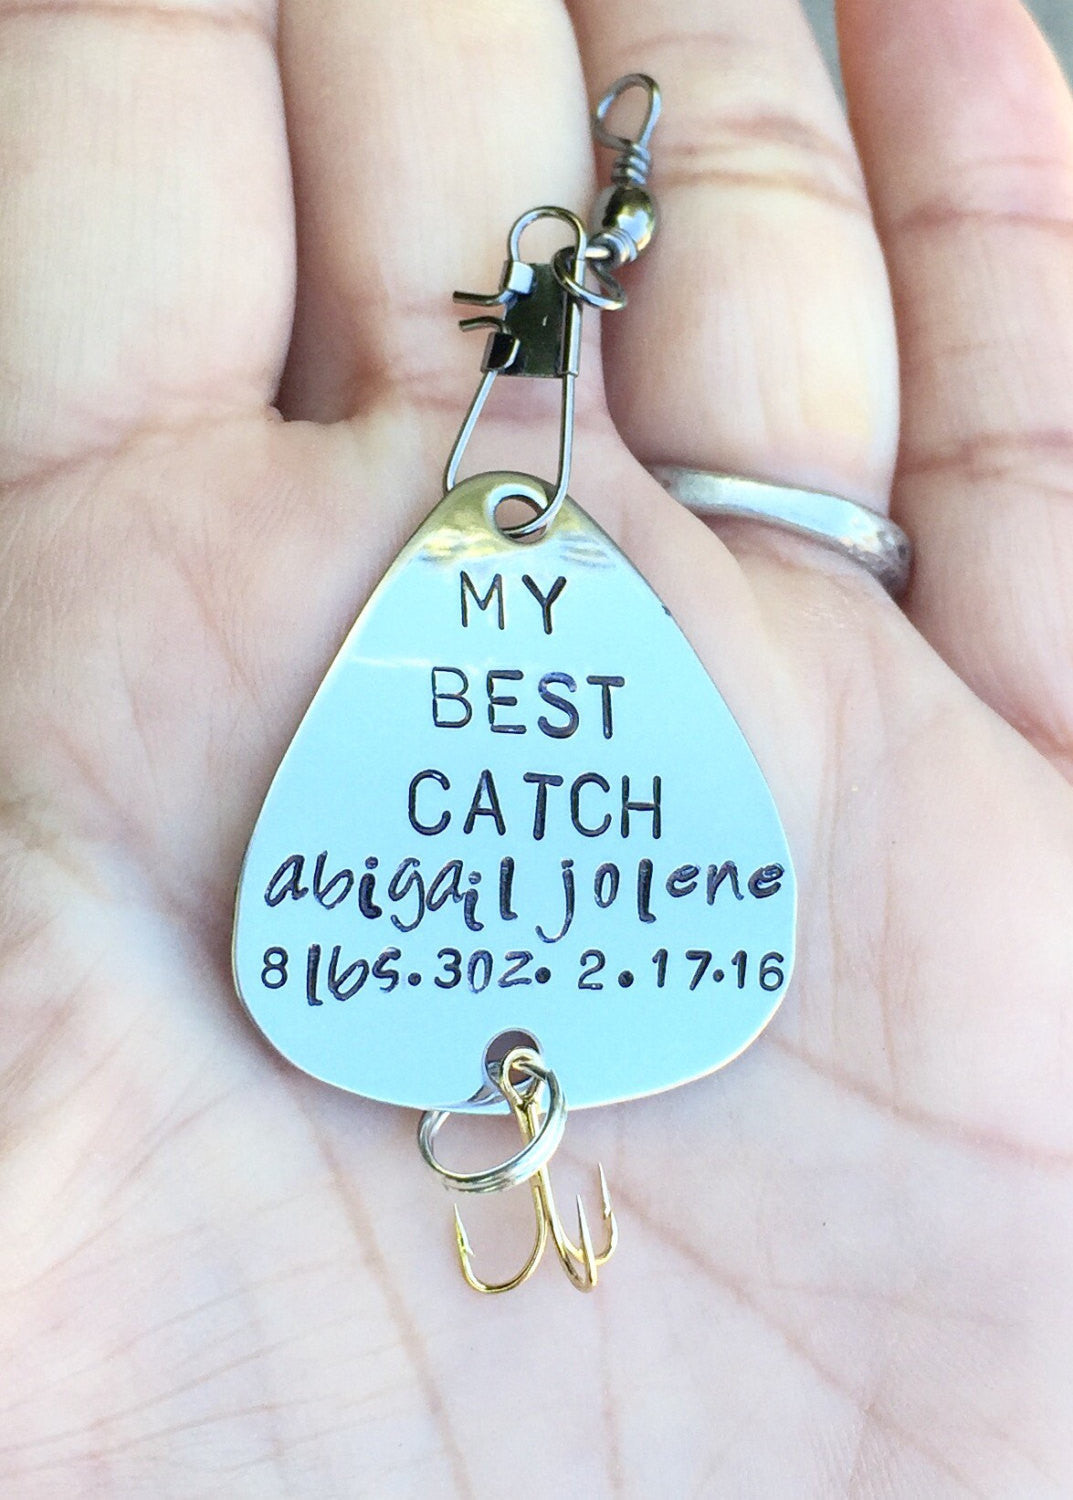 MY
BEST
CATCH
abigail jolene
8lbs.3oz. 2.17.16